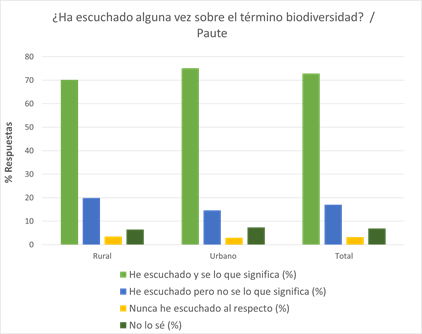 ¿Ha escuchado alguna vez sobre el término biodiversidad? /
Paute
% Respuestas
80
70
60
50
40
30
20
10
0
Rural
Urbano
Total
He escuchado y se lo que significa (%)
He escuchado pero no se lo que significa (%)
Nunca he escuchado al respecto (%)
No lo sé (%)